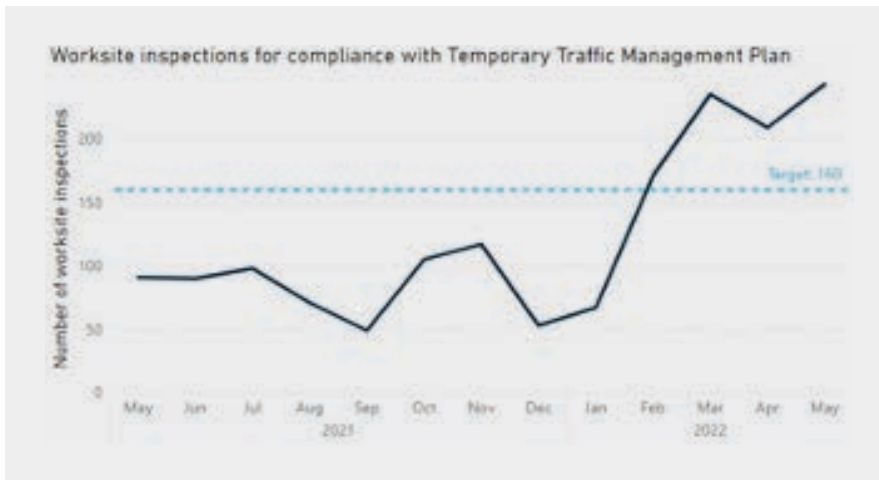 Worksite inspections for compliance with Temporary Traffic Management Plan
Number of worksite inspections
200
150
100
50
0
Target: 160
May Jun Jul Aug Sep Oct Nov Dec Jan Feb Mar Apr May
2021 2022